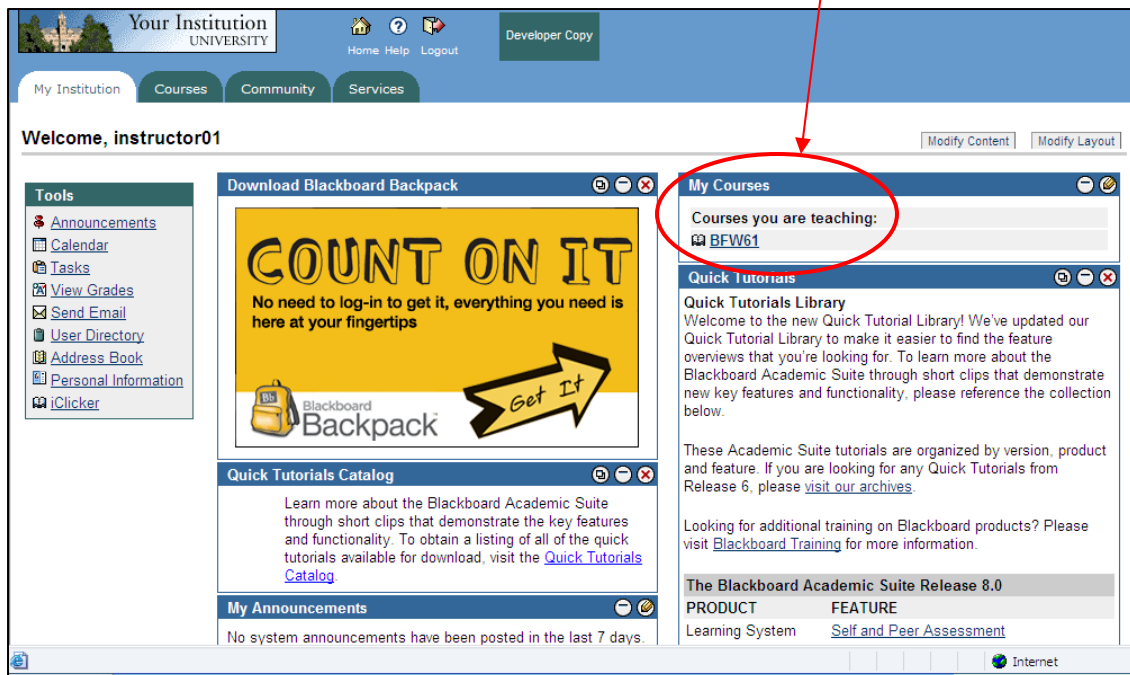 Your Institution
UNIVERSITY
Home Help Logout
Developer Copy
My Institution
Courses
Community
Services
Welcome, instructor01
Modify Content
Modify Layout
Tools
Announcements
Calendar
Tasks
View Grades
Send Email
User Directory
Address Book
Personal Information
iClicker
Download Blackboard Backpack
COUNT ON IT
No need to log-in to get it, everything you need is
here at your fingertips
Bb
Blackboard
Backpack
Get It
Quick Tutorials Catalog
Learn more about the Blackboard Academic Suite
through short clips that demonstrate the key features
and functionality. To obtain a listing of all of the quick
tutorials available for download, visit the Quick Tutorials
Catalog.
My Announcements
No system announcements have been posted in the last 7 days.
My Courses
Courses you are teaching:
BFW61
Quick Tutorials
Quick Tutorials Library
Welcome to the new Quick Tutorial Library! We've updated our
Quick Tutorial Library to make it easier to find the feature
overviews that you're looking for. To learn more about the
Blackboard Academic Suite through short clips that demonstrate
new key features and functionality, please reference the collection
below.
These Academic Suite tutorials are organized by version, product
and feature. If you are looking for any Quick Tutorials from
Release 6, please visit our archives.
Looking for additional training on Blackboard products? Please
visit Blackboard Training for more information.
The Blackboard Academic Suite Release 8.0
PRODUCT FEATURE
Learning System Self and Peer Assessment
Internet